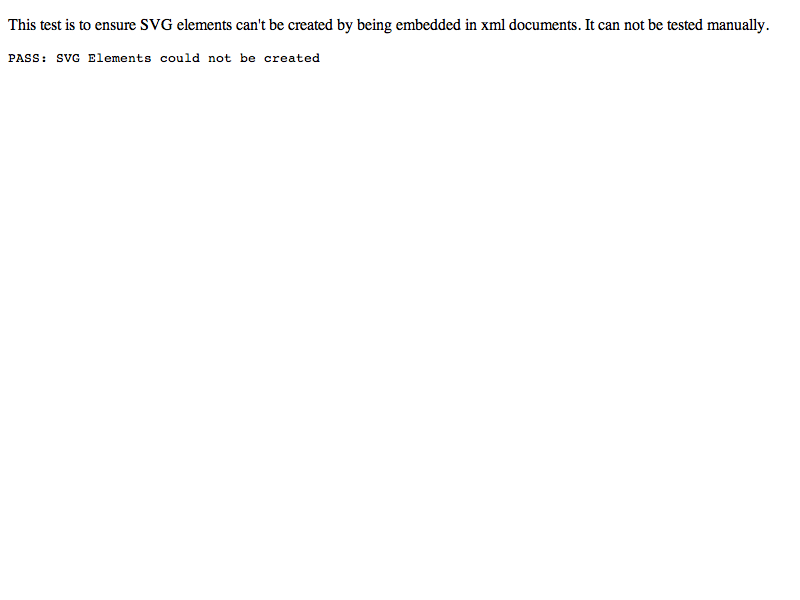 This test is to ensure SVG elements can't be created by being embedded in xml documents. It can not be tested manually.
PASS: SVG Elements could not be created